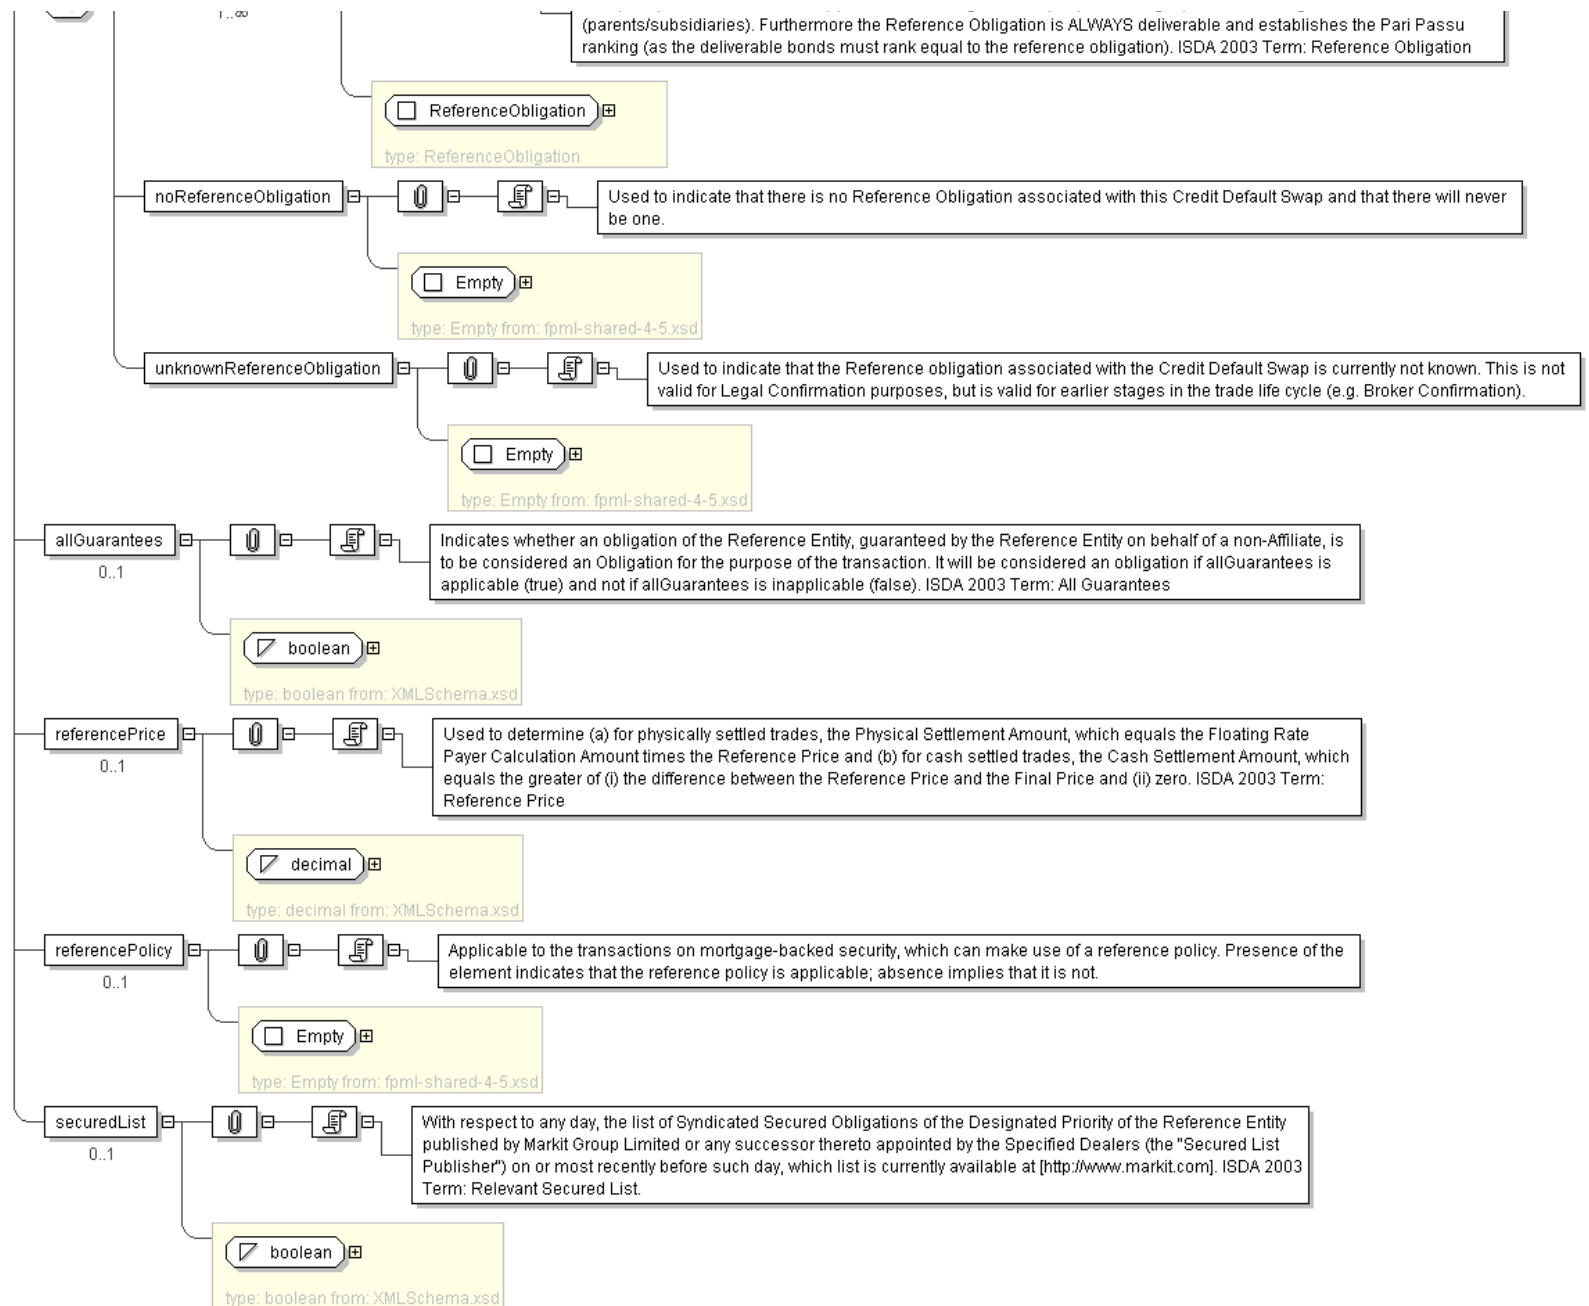 1..∞
(parents/subsidiaries). Furthermore the Reference Obligation is ALWAYS deliverable and establishes the Pari Passu
ranking (as the deliverable bonds must rank equal to the reference obligation). ISDA 2003 Term: Reference Obligation
ReferenceObligation
type: ReferenceObligation
noReferenceObligation
Used to indicate that there is no Reference Obligation associated with this Credit Default Swap and that there will never
be one.
Empty
type: Empty from: fpml-shared-4-5.xsd
unknownReferenceObligation
Used to indicate that the Reference obligation associated with the Credit Default Swap is currently not known. This is not
valid for Legal Confirmation purposes, but is valid for earlier stages in the trade life cycle (e.g. Broker Confirmation).
Empty
type: Empty from: fpml-shared-4-5.xsd
allGuarantees
0..1
Indicates whether an obligation of the Reference Entity, guaranteed by the Reference Entity on behalf of a non-Affiliate, is
to be considered an Obligation for the purpose of the transaction. It will be considered an obligation if allGuarantees is
applicable (true) and not if allGuarantees is inapplicable (false). ISDA 2003 Term: All Guarantees
boolean
type: boolean from: XMLSchema.xsd
referencePrice
0..1
Used to determine (a) for physically settled trades, the Physical Settlement Amount, which equals the Floating Rate
Payer Calculation Amount times the Reference Price and (b) for cash settled trades, the Cash Settlement Amount, which
equals the greater of (i) the difference between the Reference Price and the Final Price and (ii) zero. ISDA 2003 Term:
Reference Price
decimal
type: decimal from: XMLSchema.xsd
referencePolicy
0..1
Applicable to the transactions on mortgage-backed security, which can make use of a reference policy. Presence of the
element indicates that the reference policy is applicable; absence implies that it is not.
Empty
type: Empty from: fpml-shared-4-5.xsd
securedList
0..1
With respect to any day, the list of Syndicated Secured Obligations of the Designated Priority of the Reference Entity
published by Markit Group Limited or any successor thereto appointed by the Specified Dealers (the "Secured List
Publisher") on or most recently before such day, which list is currently available at [http://www.markit.com]. ISDA 2003
Term: Relevant Secured List.
boolean
type: boolean from: XMLSchema.xsd